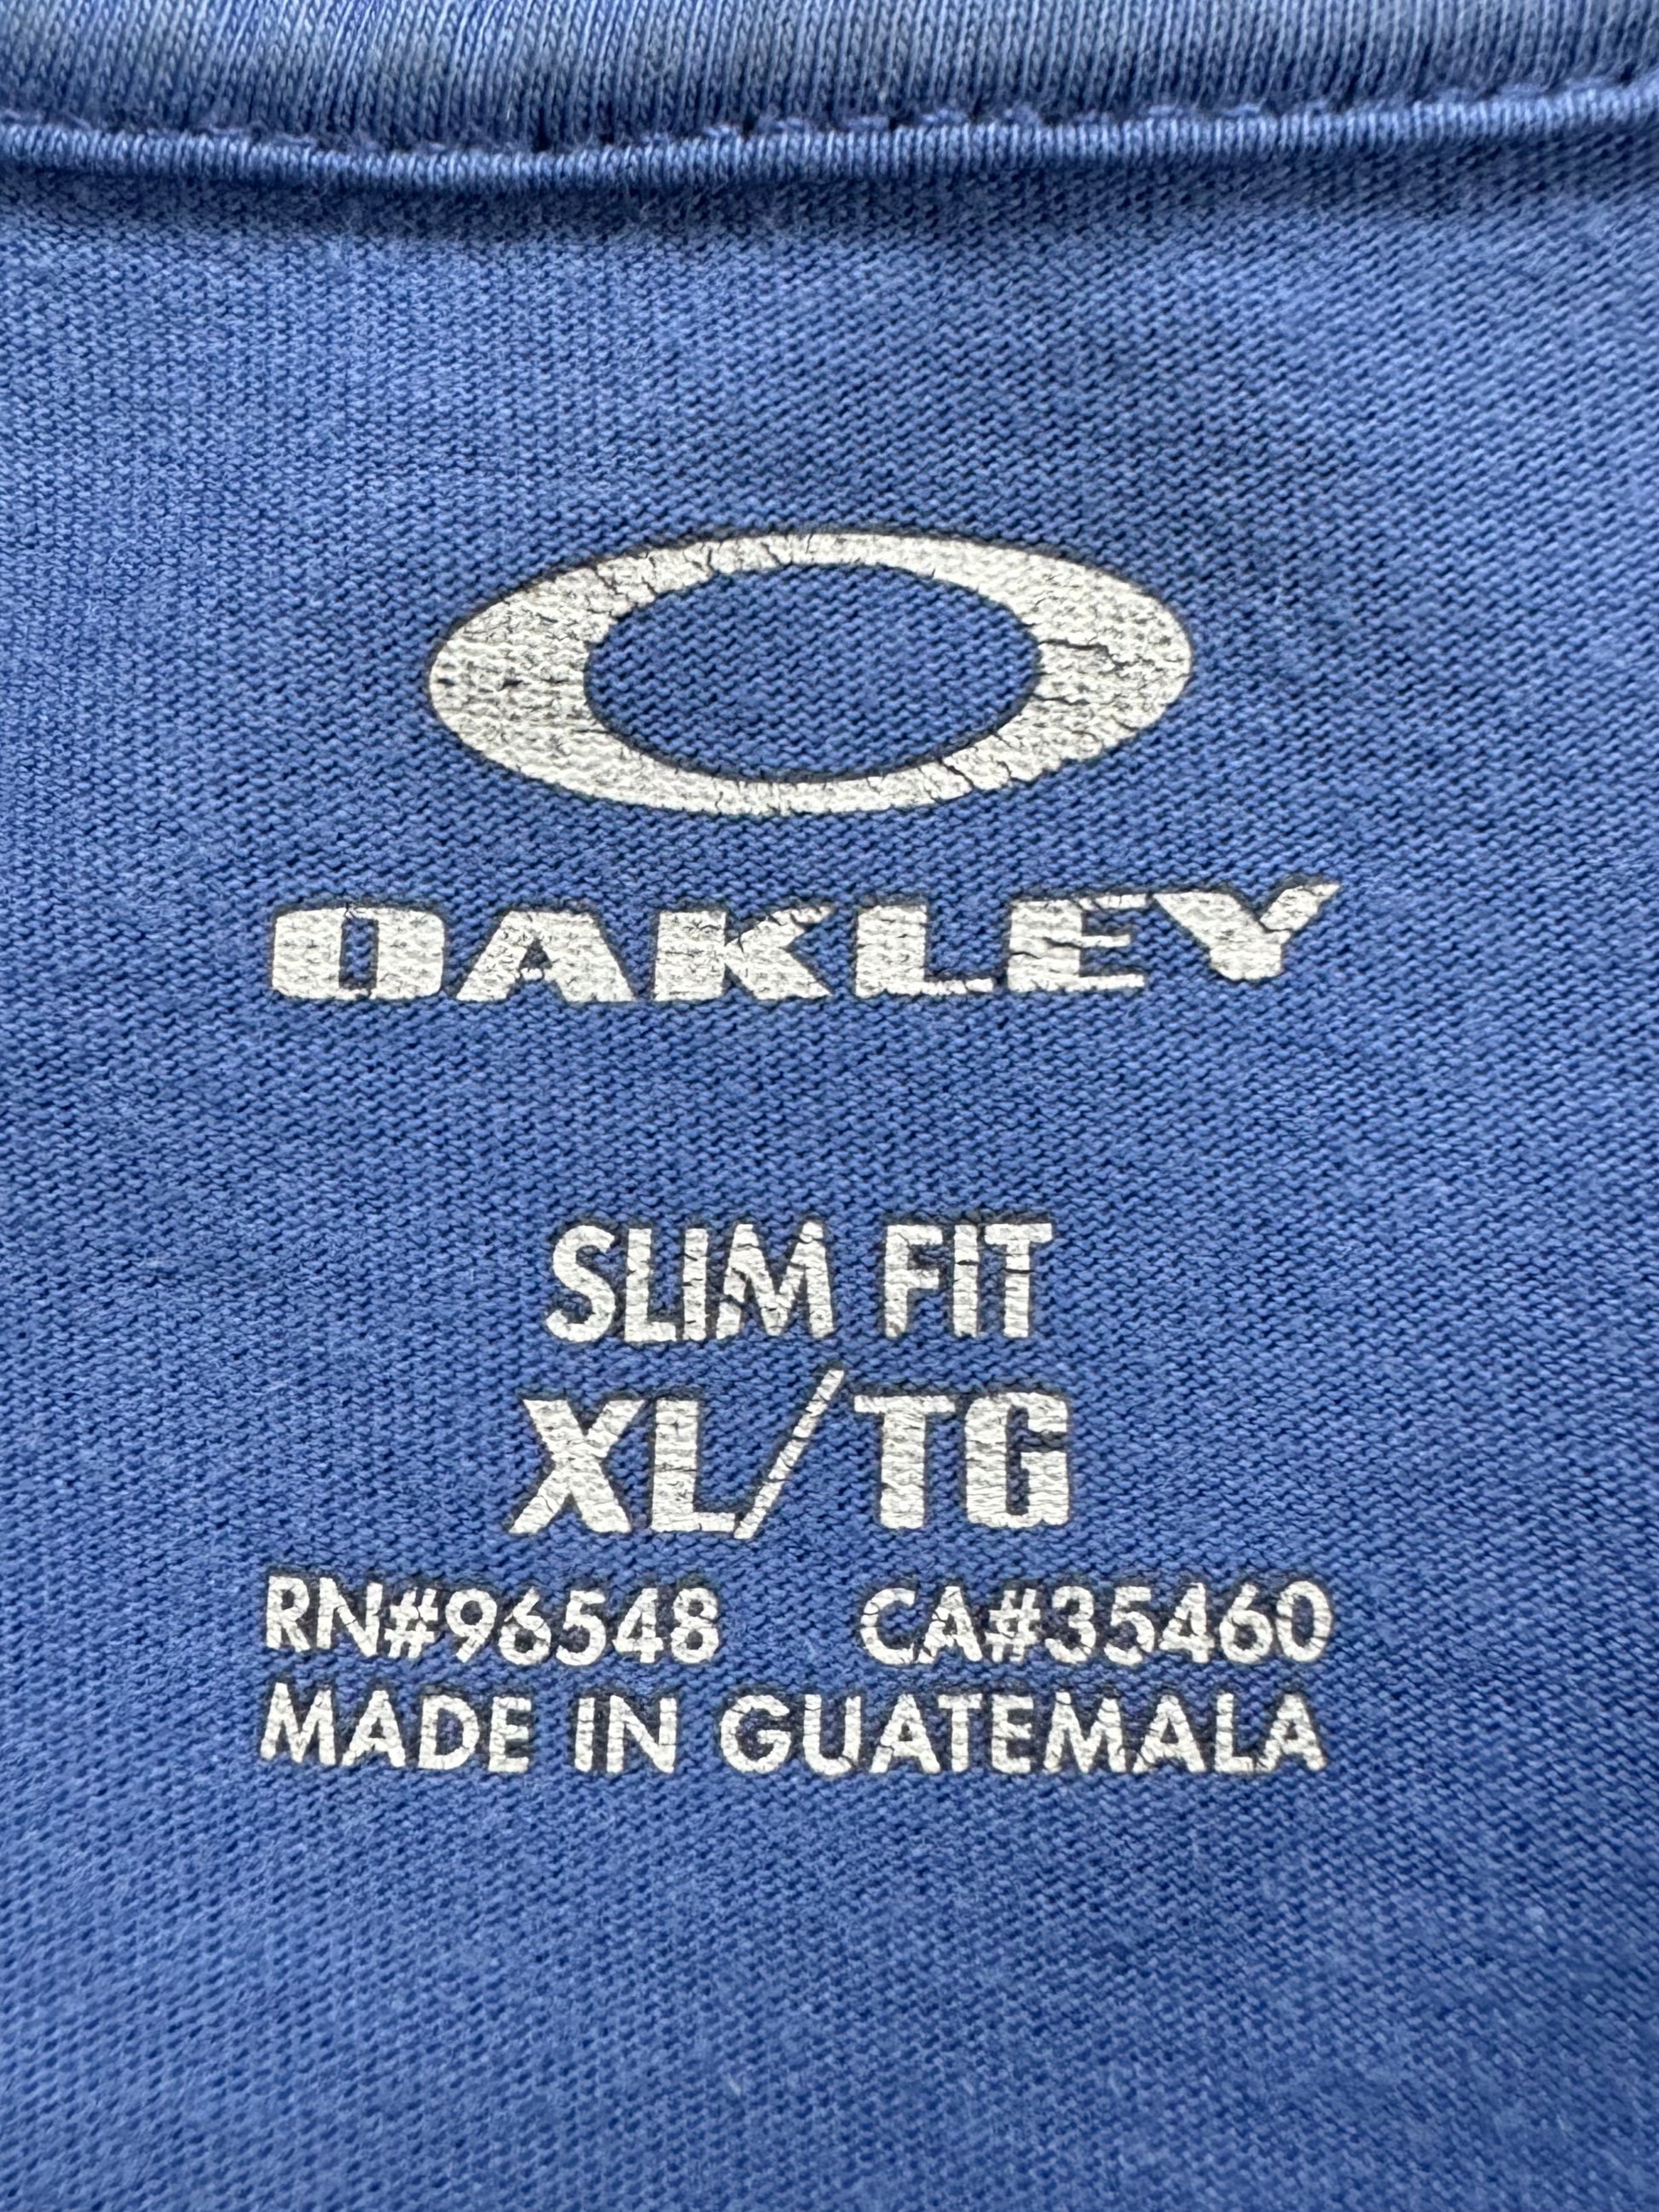 OAKLEY
SLIM FIT
XL/TG
RN#96548 CA#35460
MADE IN GUATEMALA